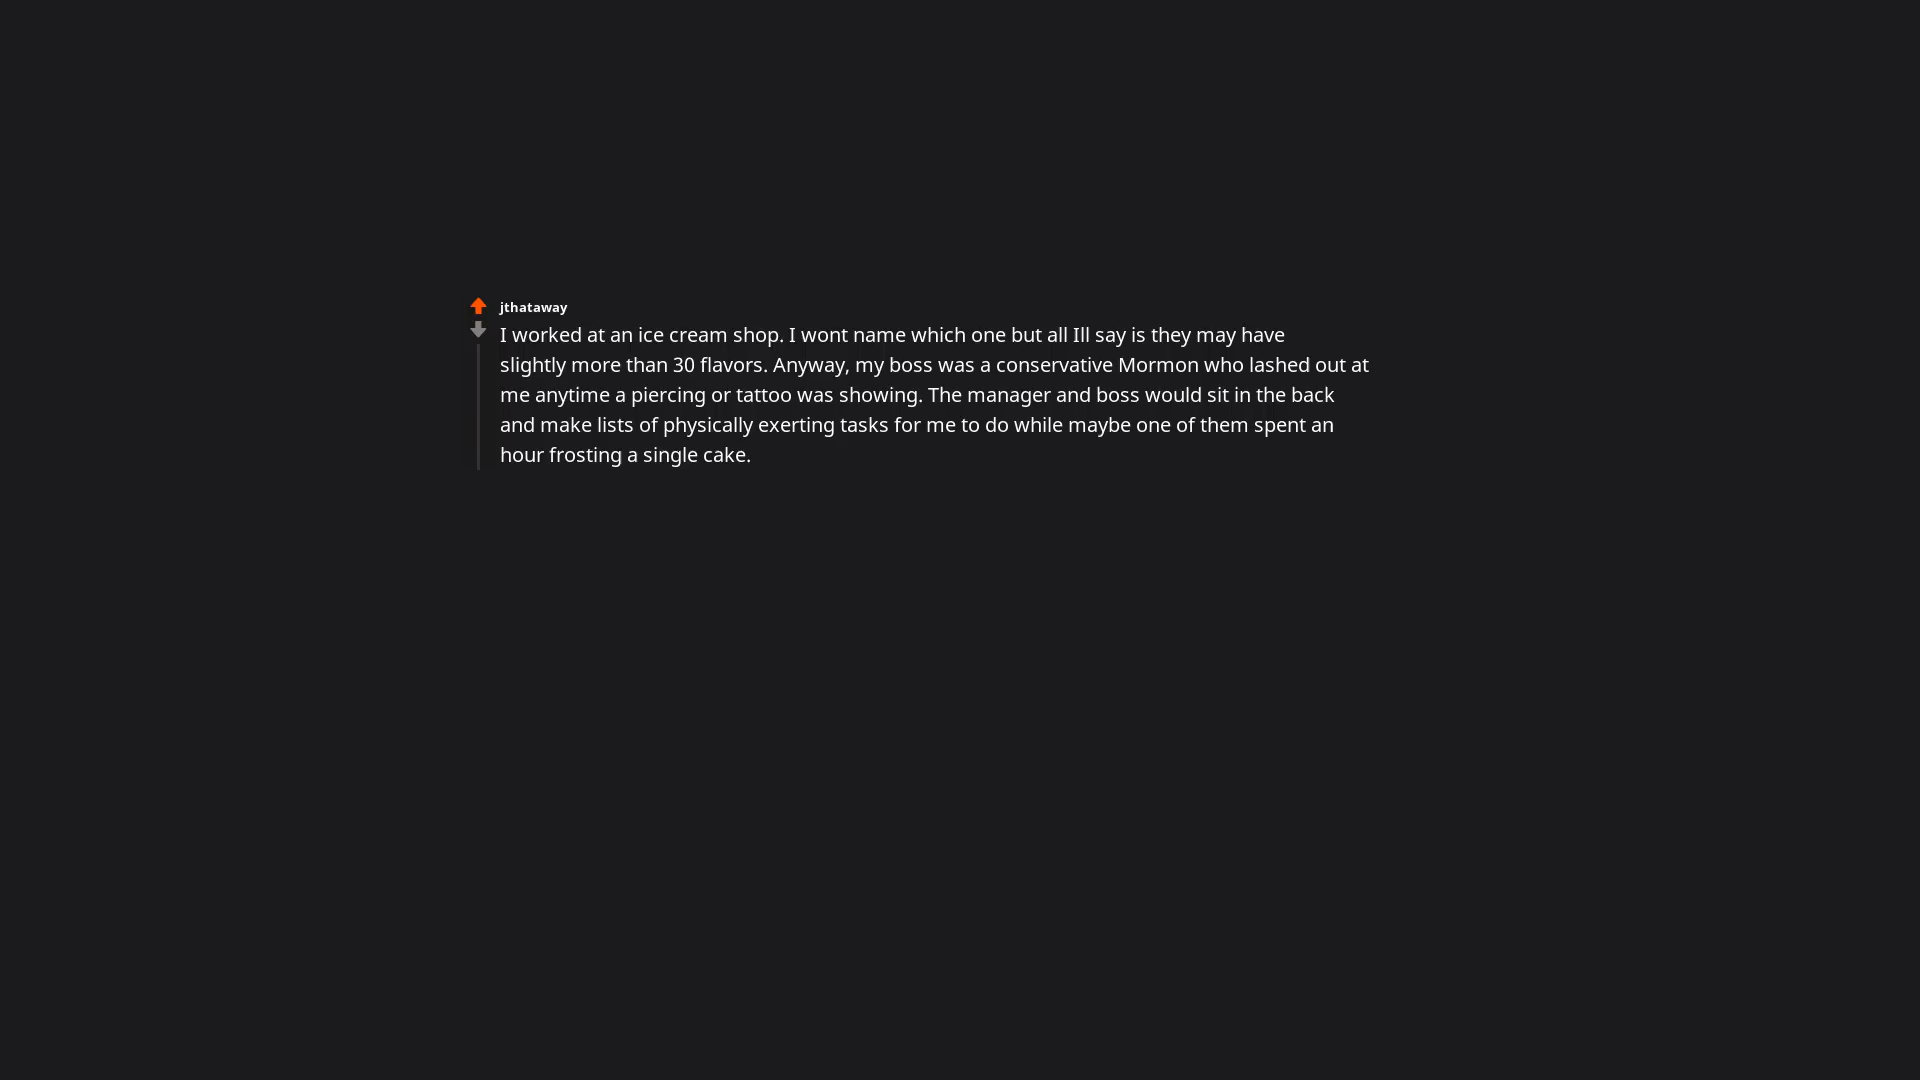 jthataway
I worked at an ice cream shop. I wont name which one but all Ill say is they may have
slightly more than 30 flavors. Anyway, my boss was a conservative Mormon who lashed out at
me anytime a piercing or tattoo was showing. The manager and boss would sit in the back
and make lists of physically exerting tasks for me to do while maybe one of them spent an
hour frosting a single cake.